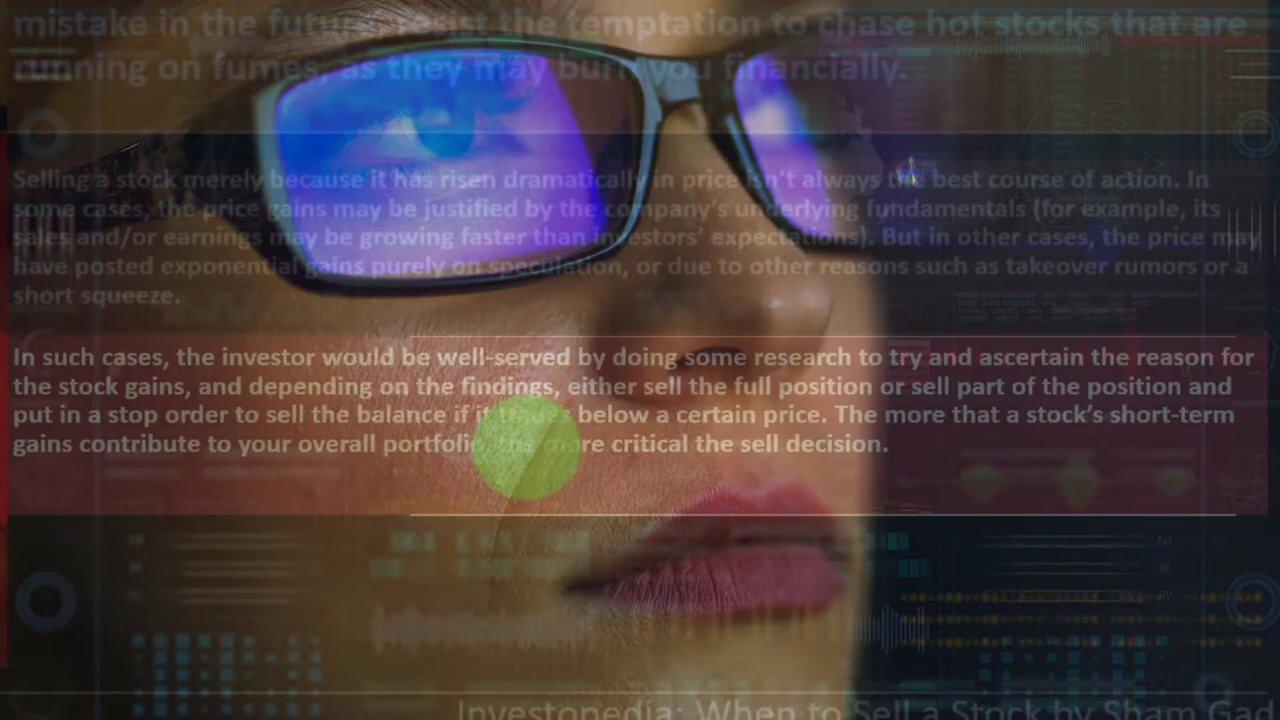 mistake in the future, resist the temptation to chase hot stocks that are
running on fumes, as they may burn you financially.
Selling a stock merely because it has risen dramatically in price isn't always the best course of action. In
some cases, the price gains may be justified by the company's underlying fundamentals (for example, its
sales and/or earnings may be growing faster than investors' expectations). But in other cases, the price may
have posted exponential gains purely on speculation, or due to other reasons such as takeover rumors or a
short squeeze.
In such cases, the investor would be well-served by doing some research to try and ascertain the reason for
the stock gains, and depending on the findings, either sell the full position or sell part of the position and
put in a stop order to sell the balance if it below a certain price. The more that a stock's short-term
gains contribute to your overall portfolio, the more critical the sell decision.
Investopedia: When to Sell a Stock by Sham Gad